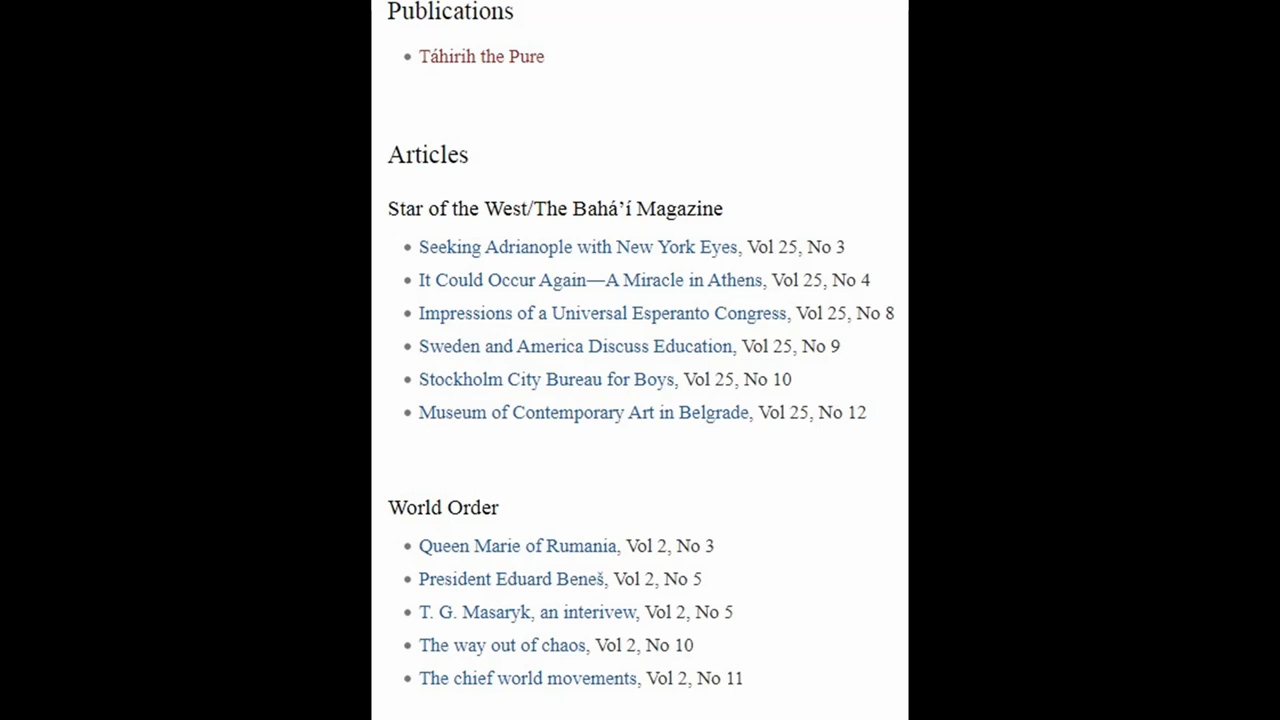 Publications
• Táhirih the Pure
Articles
Star of the West/The Bahá’í Magazine
• Seeking Adrianople with New York Eyes, Vol 25, No 3
• It Could Occur Again—A Miracle in Athens, Vol 25, No 4
• Impressions of a Universal Esperanto Congress, Vol 25, No 8
• Sweden and America Discuss Education, Vol 25, No 9
• Stockholm City Bureau for Boys, Vol 25, No 10
• Museum of Contemporary Art in Belgrade, Vol 25, No 12
World Order
• Queen Marie of Rumania, Vol 2, No 3
• President Eduard Beneš, Vol 2, No 5
• T. G. Masaryk, an interivew, Vol 2, No 5
• The way out of chaos, Vol 2, No 10
• The chief world movements, Vol 2, No 11